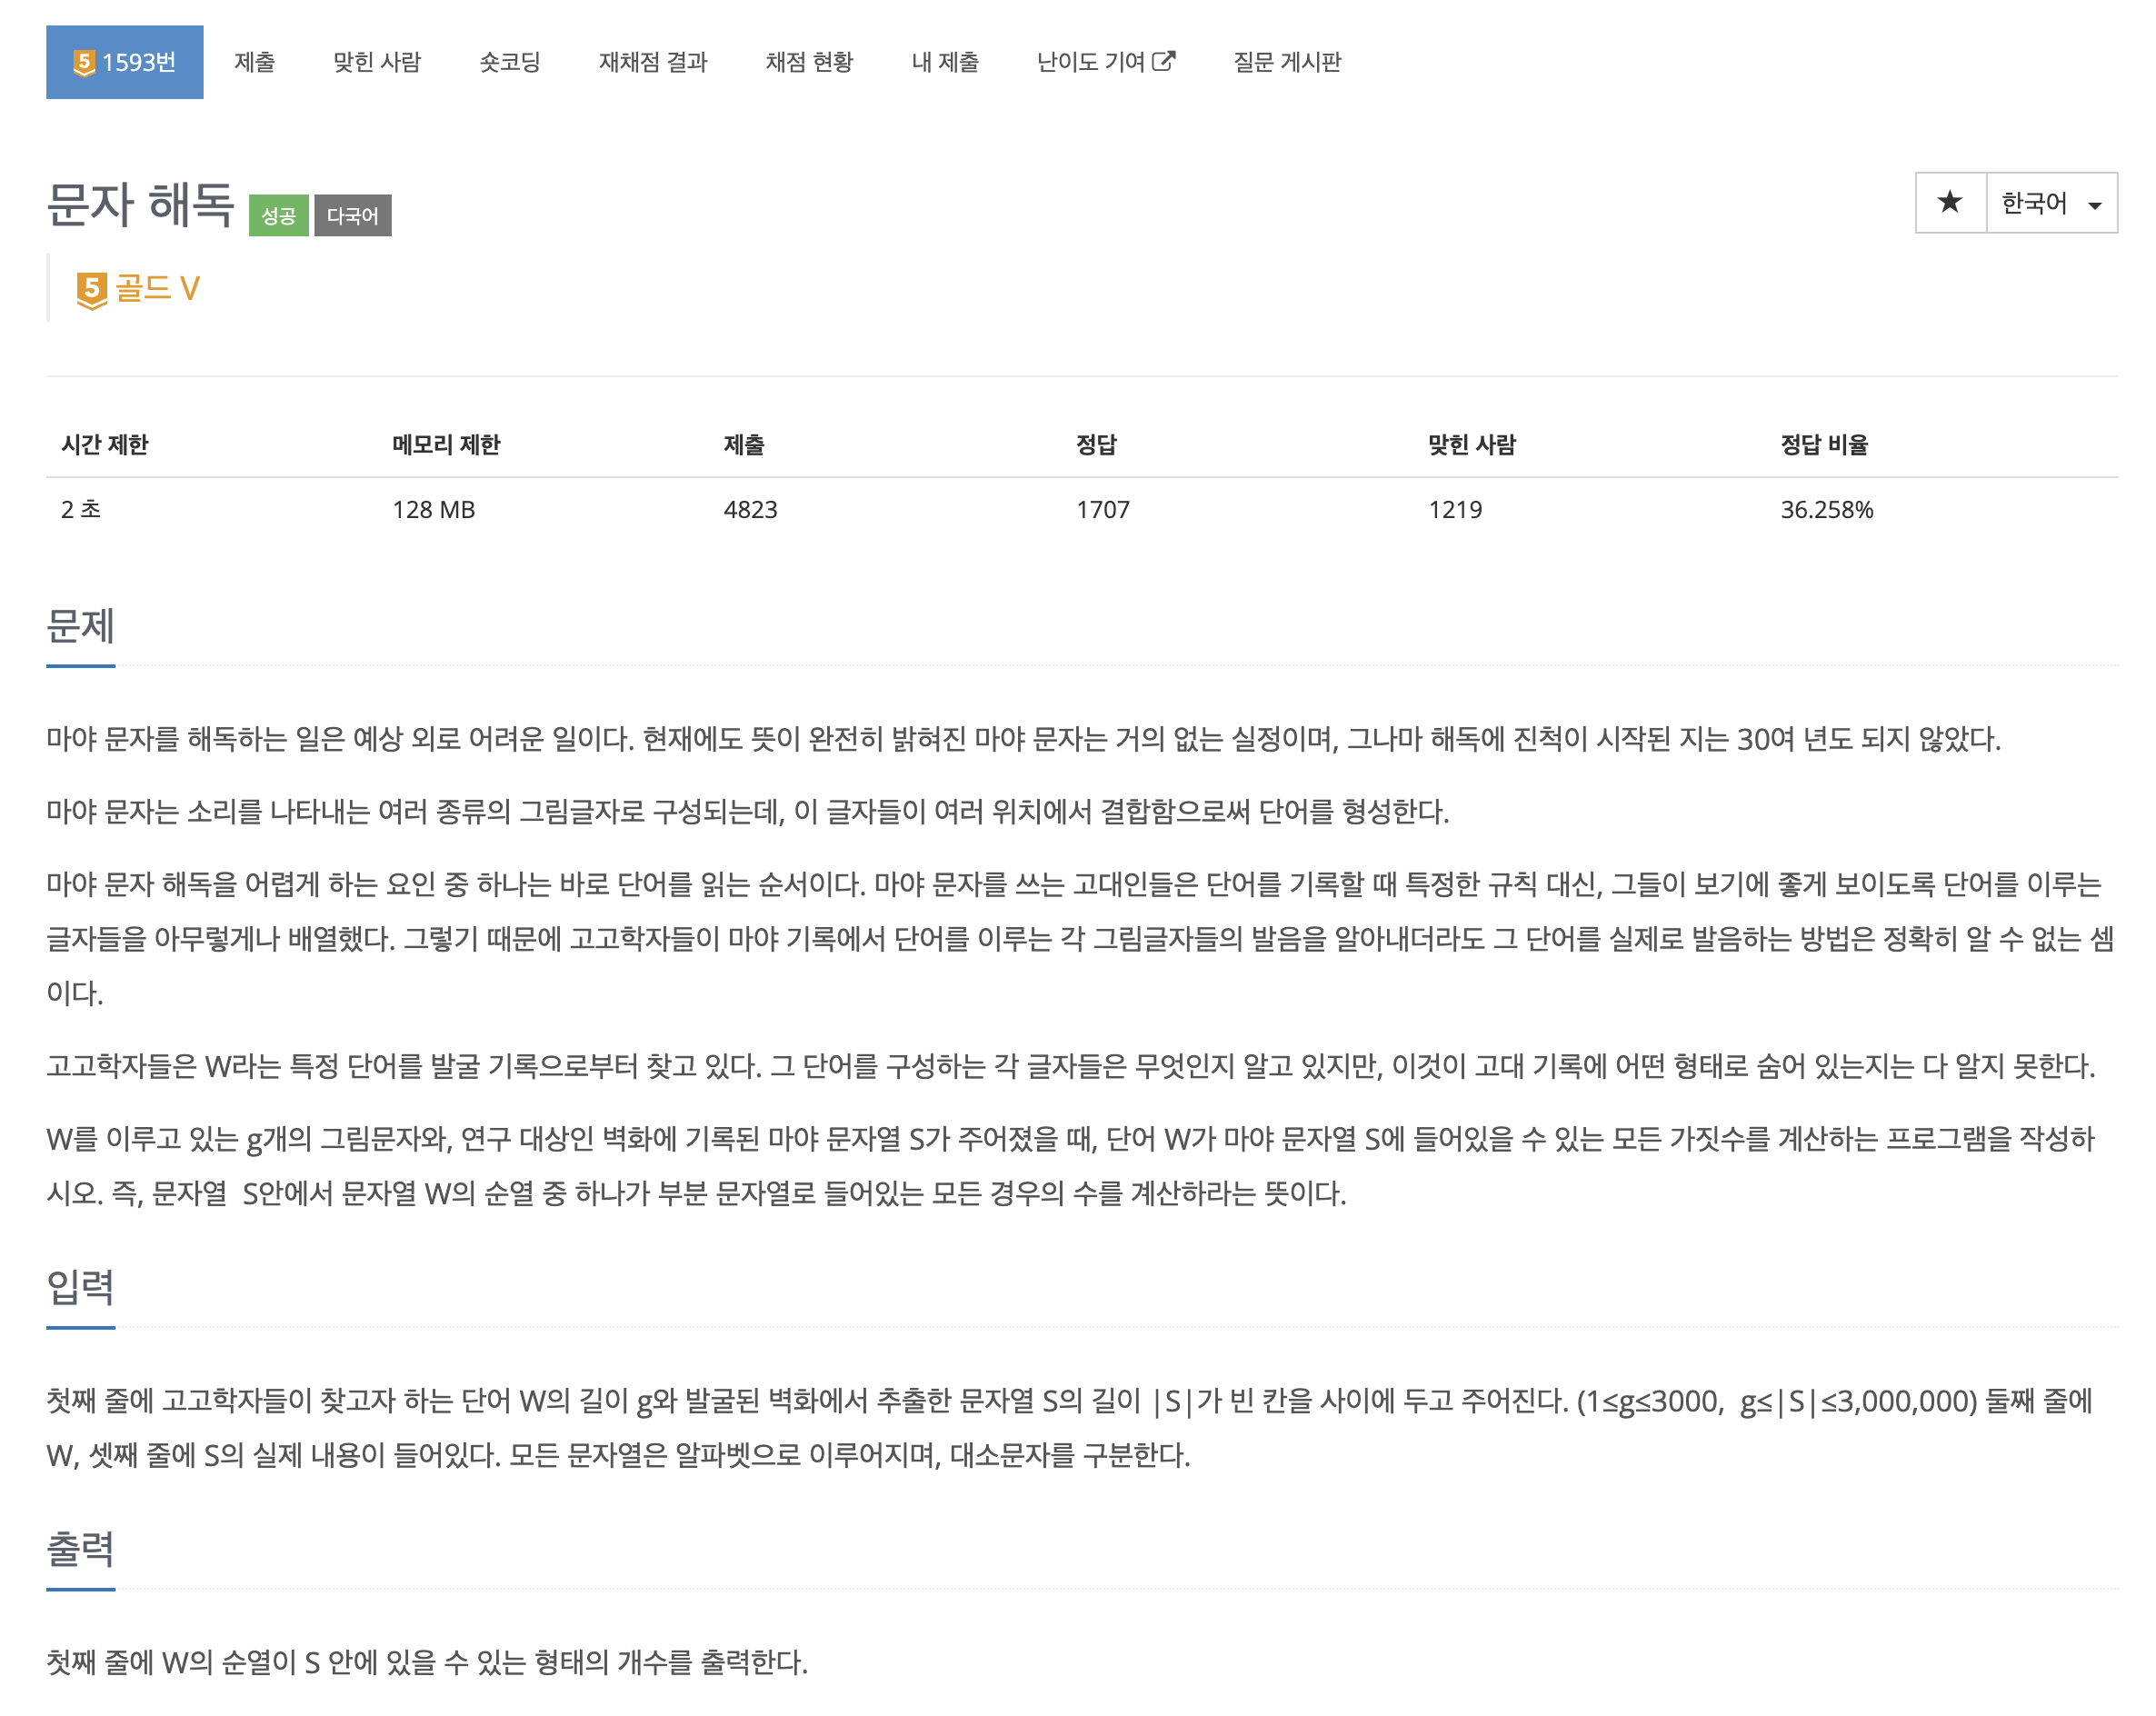 5 1593번 제출 맞힌 사람 숏코딩 재채점 결과 채점 현황 내 제출 난이도 기여 질문 게시판
문자 해독 성공 다국어 ★ 한국어
5 골드 V
시간 제한 메모리 제한 제출 정답 맞힌 사람 정답 비율
2 초 128 MB 4823 1707 1219 36.258%
문제
마야 문자를 해독하는 일은 예상 외로 어려운 일이다. 현재에도 뜻이 완전히 밝혀진 마야 문자는 거의 없는 실정이며, 그나마 해독에 진척이 시작된 지는 30여 년도 되지 않았다.
마야 문자는 소리를 나타내는 여러 종류의 그림글자로 구성되는데, 이 글자들이 여러 위치에서 결합함으로써 단어를 형성한다.
마야 문자 해독을 어렵게 하는 요인 중 하나는 바로 단어를 읽는 순서이다. 마야 문자를 쓰는 고대인들은 단어를 기록할 때 특정한 규칙 대신, 그들이 보기에 좋게 보이도록 단어를 이루는
글자들을 아무렇게나 배열했다. 그렇기 때문에 고고학자들이 마야 기록에서 단어를 이루는 각 그림글자들의 발음을 알아내더라도 그 단어를 실제로 발음하는 방법은 정확히 알 수 없는 셈
이다.
고고학자들은 W라는 특정 단어를 발굴 기록으로부터 찾고 있다. 그 단어를 구성하는 각 글자들은 무엇인지 알고 있지만, 이것이 고대 기록에 어떤 형태로 숨어 있는지는 다 알지 못한다.
W를 이루고 있는 g개의 그림문자와, 연구 대상인 벽화에 기록된 마야 문자열 S가 주어졌을 때, 단어 W가 마야 문자열 S에 들어있을 수 있는 모든 가짓수를 계산하는 프로그램을 작성하
시오. 즉, 문자열 S안에서 문자열 W의 순열 중 하나가 부분 문자열로 들어있는 모든 경우의 수를 계산하라는 뜻이다.
입력
첫째 줄에 고고학자들이 찾고자 하는 단어 W의 길이 g와 발굴된 벽화에서 추출한 문자열 S의 길이 |S|가 빈 칸을 사이에 두고 주어진다. (1≤g≤3000, g≤|S|≤3,000,000) 둘째 줄에
W, 셋째 줄에 S의 실제 내용이 들어있다. 모든 문자열은 알파벳으로 이루어지며, 대소문자를 구분한다.
출력
첫째 줄에 W의 순열이 S 안에 있을 수 있는 형태의 개수를 출력한다.